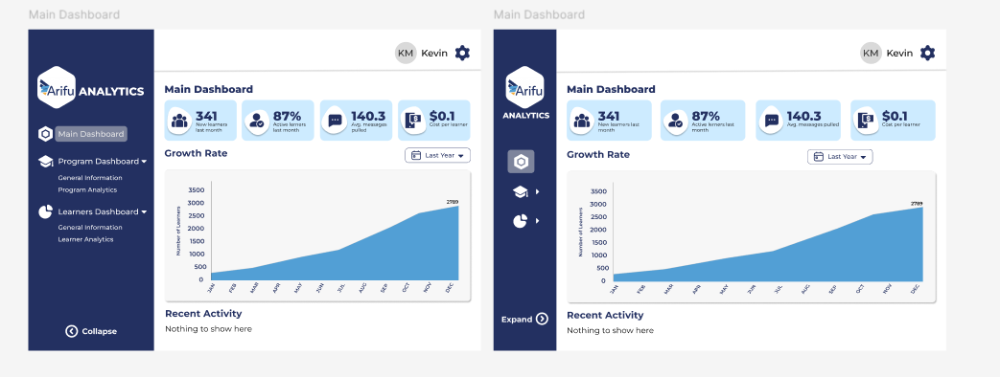 Main Dashboard
KM Kevin
Arifu ANALYTICS
Main Dashboard
Program Dashboard
General Information
Program Analytics
Learners Dashboard
General Information
Learner Analytics
Collapse
Main Dashboard
341
New learners
last month
87%
Active lerners
last month
140.3
Avg. messages
pulled
$0.1
Cost per learner
Growth Rate
Last Year
Number of Learners
3500
3000
2500
2000
1500
1000
500
0
2789
JAN FEB MAR APR MAY JUN JUL AUG SEP OCT NOV DEC
Recent Activity
Nothing to show here
Main Dashboard
KM Kevin
Arifu
ANALYTICS
Expand
Main Dashboard
341
New learners last
month
87%
Active lerners last
month
140.3
Avg. messages pulled
$0.1
Cost per learner
Growth Rate
Last Year
Number of Learners
3500
3000
2500
2000
1500
1000
500
0
2789
JAN FEB MAR APR MAY JUN JUL AUG SEP OCT NOV DEC
Recent Activity
Nothing to show here